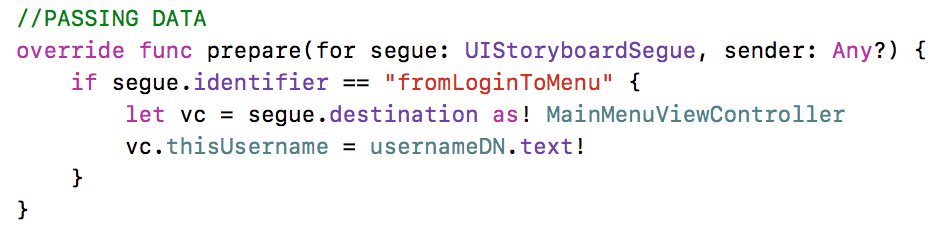 //PASSING DATA
override func prepare(for segue: UIStoryboardSegue, sender: Any?) {
    if segue.identifier == "fromLoginToMenu" {
        let vc = segue.destination as! MainMenuViewController
        vc.thisUsername = usernameDN.text!
    }
}